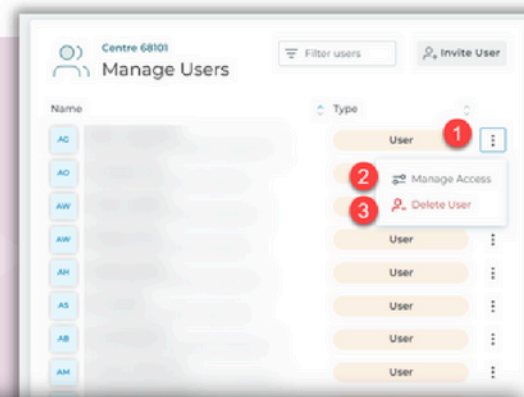 Centre 68101
Manage Users
Filter users
Invite User
Name
Type
AG
User
1
2
Manage Access
3
Delete User
AO
AW
AW
User
AH
User
AS
User
AB
User
AM
User